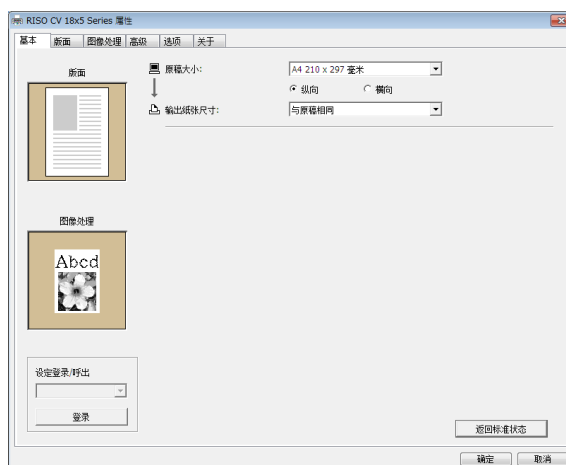 RISO CV 18x5 Series 属性
基本 版面 图像处理 高级 选项 关于
版面
原稿大小: A4 210 x 297 毫米
纵向 横向
输出纸张尺寸: 与原稿相同
图像处理
Abcd
设定登录/呼出
登录
返回标准状态
确定 取消